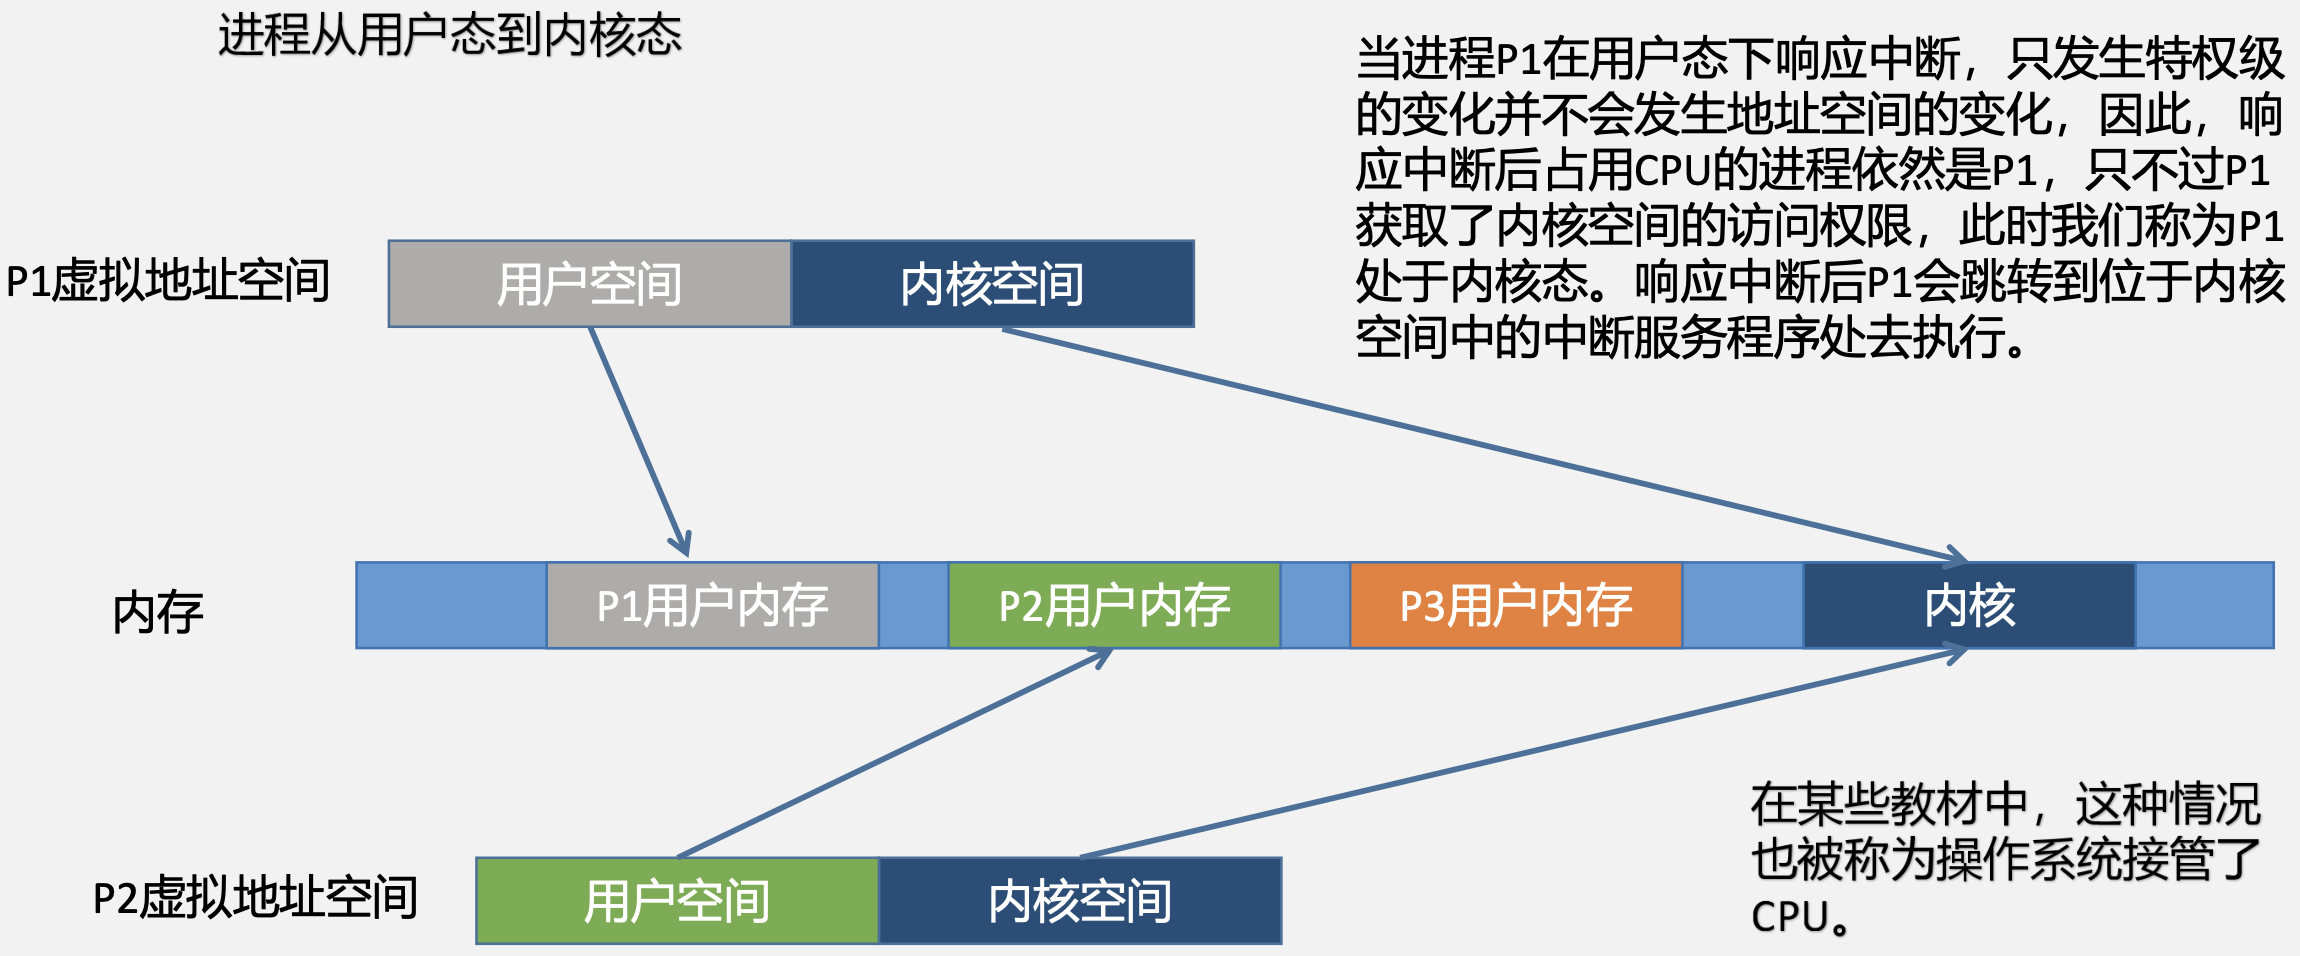 进程从用户态到内核态
当进程P1在用户态下响应中断，只发生特权级
的变化并不会发生地址空间的变化，因此，响
应中断后占用CPU的进程依然是P1，只不过P1
获取了内核空间的访问权限，此时我们称为P1
处于内核态。响应中断后P1会跳转到位于内核
空间中的中断服务程序处去执行。
P1虚拟地址空间
用户空间
内核空间
内存
P1用户内存
P2用户内存
P3用户内存
内核
在某些教材中，这种情况
也被称为操作系统接管了
CPU。
P2虚拟地址空间
用户空间
内核空间